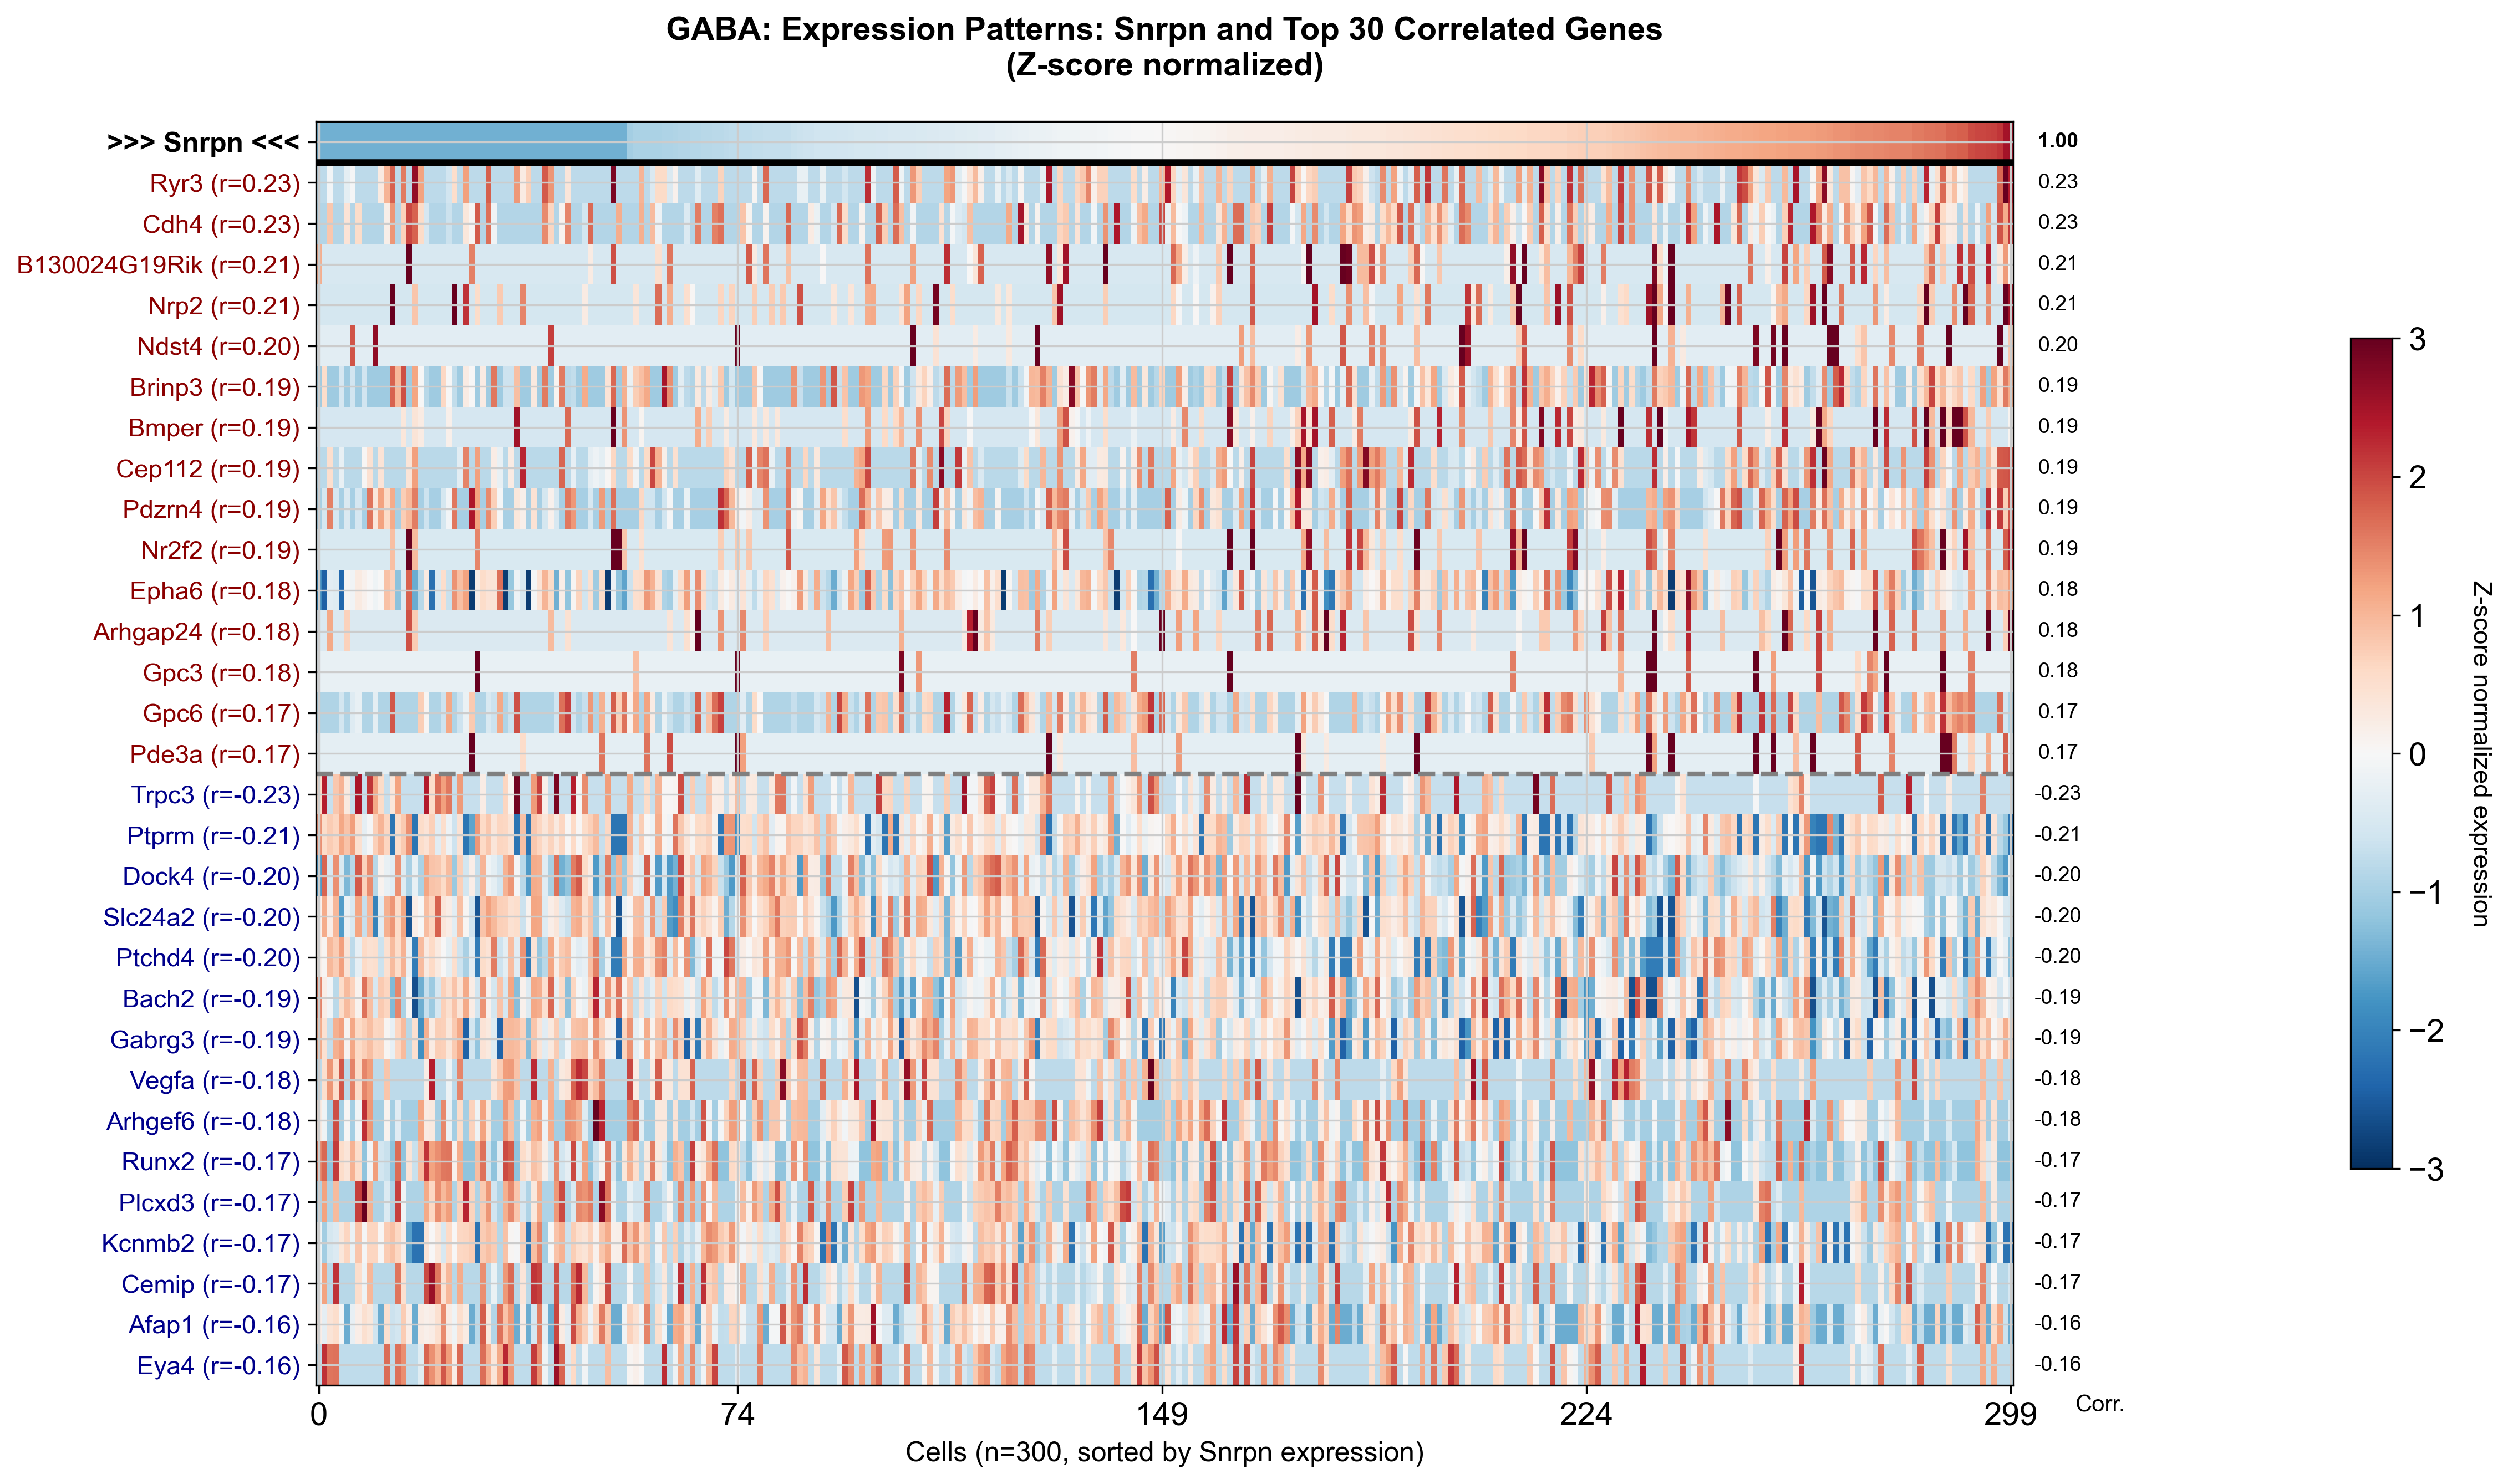 GABA: Expression Patterns: Snrpn and Top 30 Correlated Genes
(Z-score normalized)
>>> Snrpn <<< 1.00
Ryr3 (r=0.23) 0.23
Cdh4 (r=0.23) 0.23
B130024G19Rik (r=0.21) 0.21
Nrp2 (r=0.21) 0.21
Ndst4 (r=0.20) 0.20
Brinp3 (r=0.19) 0.19
Bmper (r=0.19) 0.19
Cep112 (r=0.19) 0.19
Pdzrn4 (r=0.19) 0.19
Nr2f2 (r=0.19) 0.19
Epha6 (r=0.18) 0.18
Arhgap24 (r=0.18) 0.18
Gpc3 (r=0.18) 0.18
Gpc6 (r=0.17) 0.17
Pde3a (r=0.17) 0.17
Trpc3 (r=-0.23) -0.23
Ptprm (r=-0.21) -0.21
Dock4 (r=-0.20) -0.20
Slc24a2 (r=-0.20) -0.20
Ptchd4 (r=-0.20) -0.20
Bach2 (r=-0.19) -0.19
Gabrg3 (r=-0.19) -0.19
Vegfa (r=-0.18) -0.18
Arhgef6 (r=-0.18) -0.18
Runx2 (r=-0.17) -0.17
Plcxd3 (r=-0.17) -0.17
Kcnmb2 (r=-0.17) -0.17
Cemip (r=-0.17) -0.17
Afap1 (r=-0.16) -0.16
Eya4 (r=-0.16) -0.16
Corr.
0 74 149 224 299
Cells (n=300, sorted by Snrpn expression)
3
2
1
0
−1
−2
−3
Z-score normalized expression